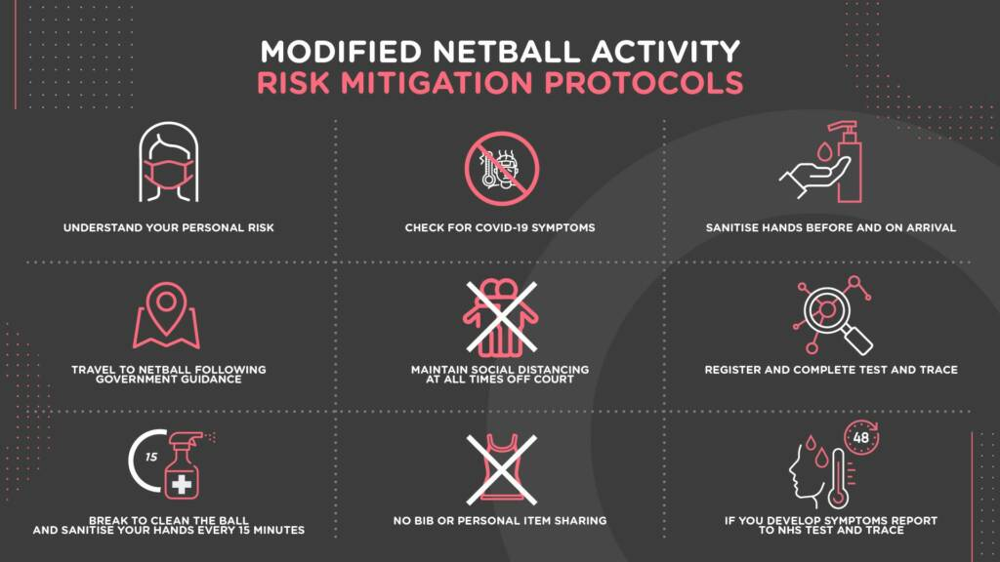 MODIFIED NETBALL ACTIVITY
RISK MITIGATION PROTOCOLS
UNDERSTAND YOUR PERSONAL RISK
CHECK FOR COVID-19 SYMPTOMS
SANITISE HANDS BEFORE AND ON ARRIVAL
TRAVEL TO NETBALL FOLLOWING
GOVERNMENT GUIDANCE
MAINTAIN SOCIAL DISTANCING
AT ALL TIMES OFF COURT
REGISTER AND COMPLETE TEST AND TRACE
15
BREAK TO CLEAN THE BALL
AND SANITISE YOUR HANDS EVERY 15 MINUTES
NO BIB OR PERSONAL ITEM SHARING
48
IF YOU DEVELOP SYMPTOMS REPORT
TO NHS TEST AND TRACE